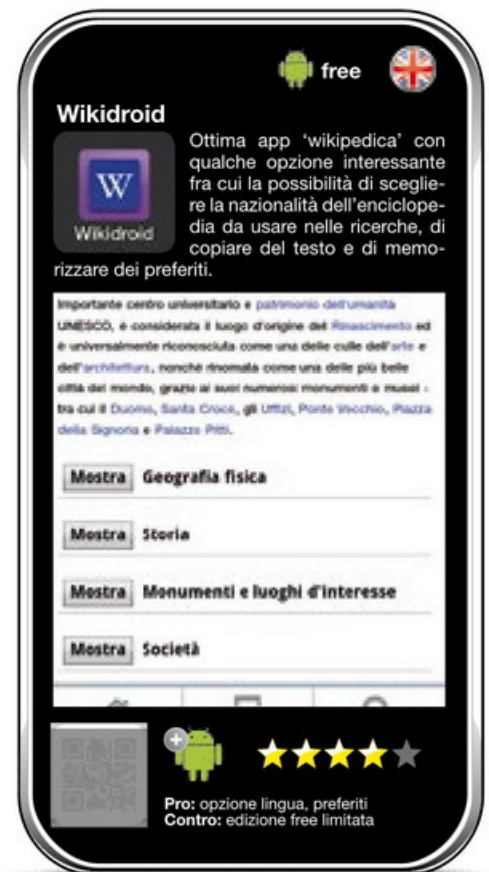 free
Wikidroid
Ottima app ‘wikipedica’ con
qualche opzione interessante
fra cui la possibilità di sceglie-
re la nazionalità dell’enciclope-
dia da usare nelle ricerche, di
copiare del testo e di memo-
rizzare dei preferiti.
W
Wikidroid
Importante centro universitario e patrimonio dell'umanità
UNESCO, è considerata il luogo d'origine del Rinascimento ed
è universalmente riconosciuta come una delle culle dell'arte e
dell'architettura, nonché rinomata come una delle più belle
città del mondo, grazie ai suoi numerosi monumenti e musei -
tra cui il Duomo, Santa Croce, gli Uffizi, Ponte Vecchio, Piazza
della Signoria e Palazzo Pitti.
Mostra Geografia fisica
Mostra Storia
Mostra Monumenti e luoghi d'interesse
Mostra Società
Pro: opzione lingua, preferiti
Contro: edizione free limitata